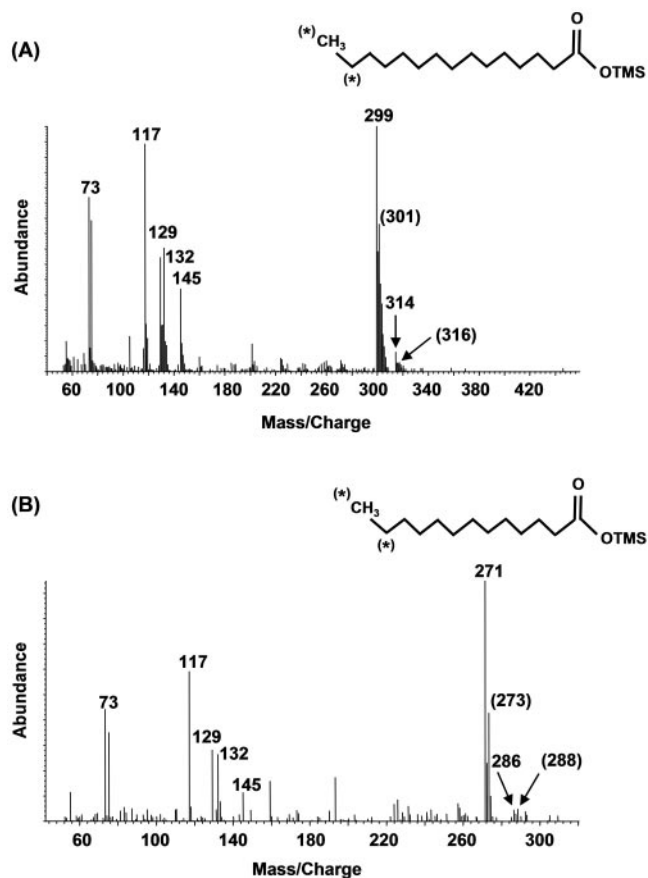 (A)
(*)
CH3
(*)
O
OTMS
299
117
73
(301)
129
132
145
314
(316)
Abundance
60 100 140 180 220 260 300 340 380 420
Mass/Charge
(B)
(*)
CH3
(*)
O
OTMS
271
117
73
(273)
129
132
286
(288)
145
Abundance
60 100 140 180 220 260 300
Mass/Charge